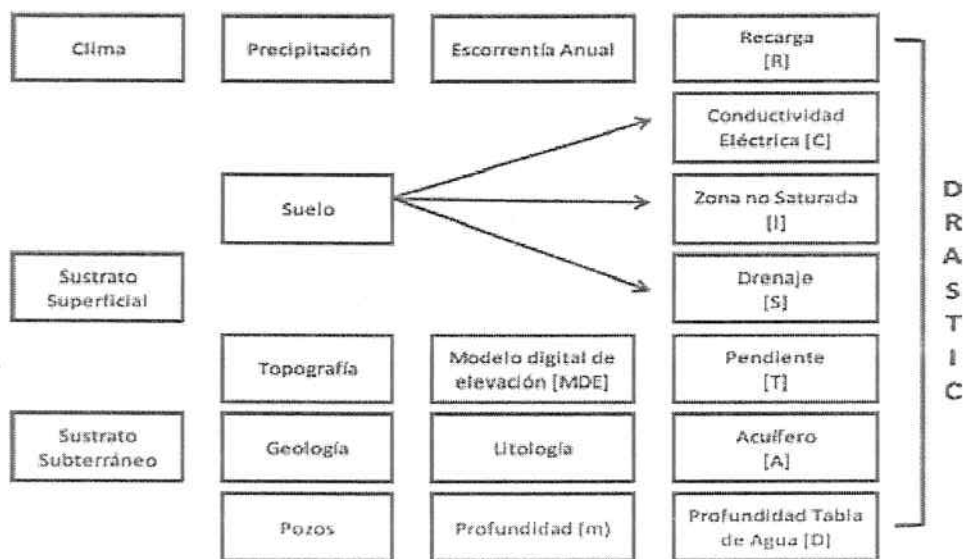 Clima
Precipitación
Escorrentía Anual
Recarga
[R]
Conductividad
Eléctrica [C]
Suelo
Zona no Saturada
[I]
Sustrato
Superficial
Drenaje
[S]
Topografía
Modelo digital de
elevación [MDE]
Pendiente
[T]
Sustrato
Subterráneo
Geología
Litología
Acuífero
[A]
Pozos
Profundidad (m)
Profundidad Tabla
de Agua [D]
D
R
A
S
T
I
C